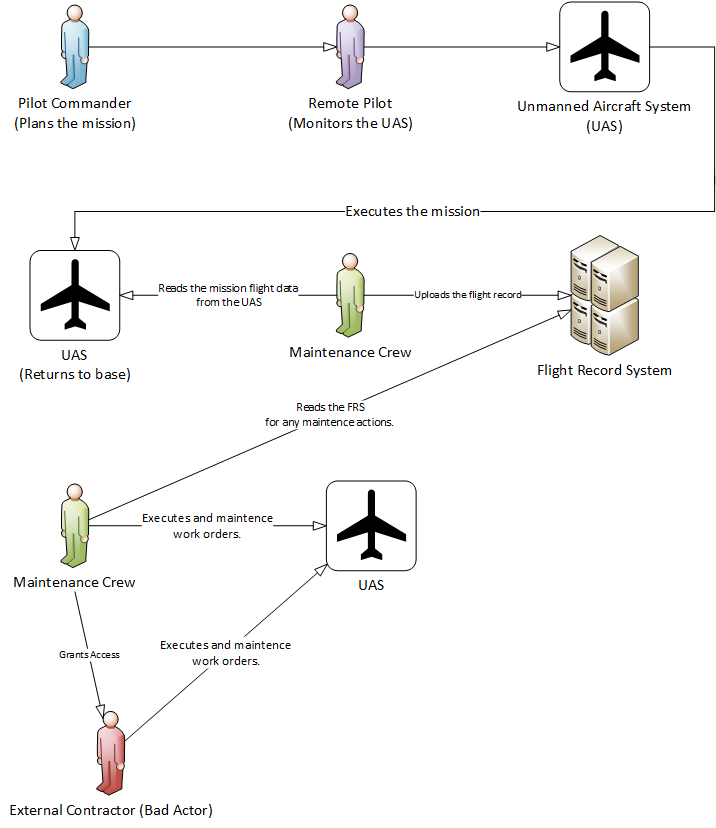 Pilot Commander
(Plans the mission)
Remote Pilot
(Monitors the UAS)
Unmanned Aircraft System
(UAS)
Executes the mission
UAS
(Returns to base)
Reads the mission flight data
from the UAS
Maintenance Crew
Uploads the flight record
Flight Record System
Reads the FRS
for any maintence actions.
Maintenance Crew
Executes and maintence
work orders.
UAS
Grants Access
Executes and maintence
work orders.
External Contractor (Bad Actor)